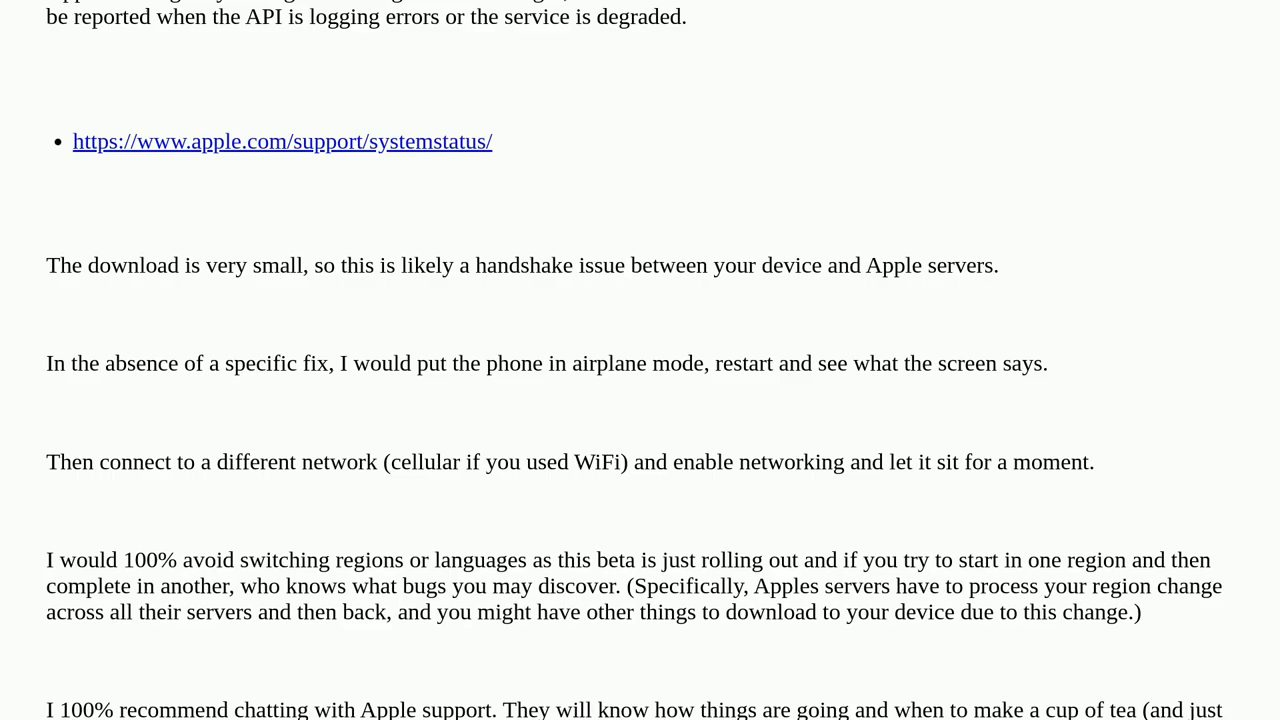 be reported when the API is logging errors or the service is degraded.
• https://www.apple.com/support/systemstatus/
The download is very small, so this is likely a handshake issue between your device and Apple servers.
In the absence of a specific fix, I would put the phone in airplane mode, restart and see what the screen says.
Then connect to a different network (cellular if you used WiFi) and enable networking and let it sit for a moment.
I would 100% avoid switching regions or languages as this beta is just rolling out and if you try to start in one region and then
complete in another, who knows what bugs you may discover. (Specifically, Apples servers have to process your region change
across all their servers and then back, and you might have other things to download to your device due to this change.)
I 100% recommend chatting with Apple support. They will know how things are going and when to make a cup of tea (and just